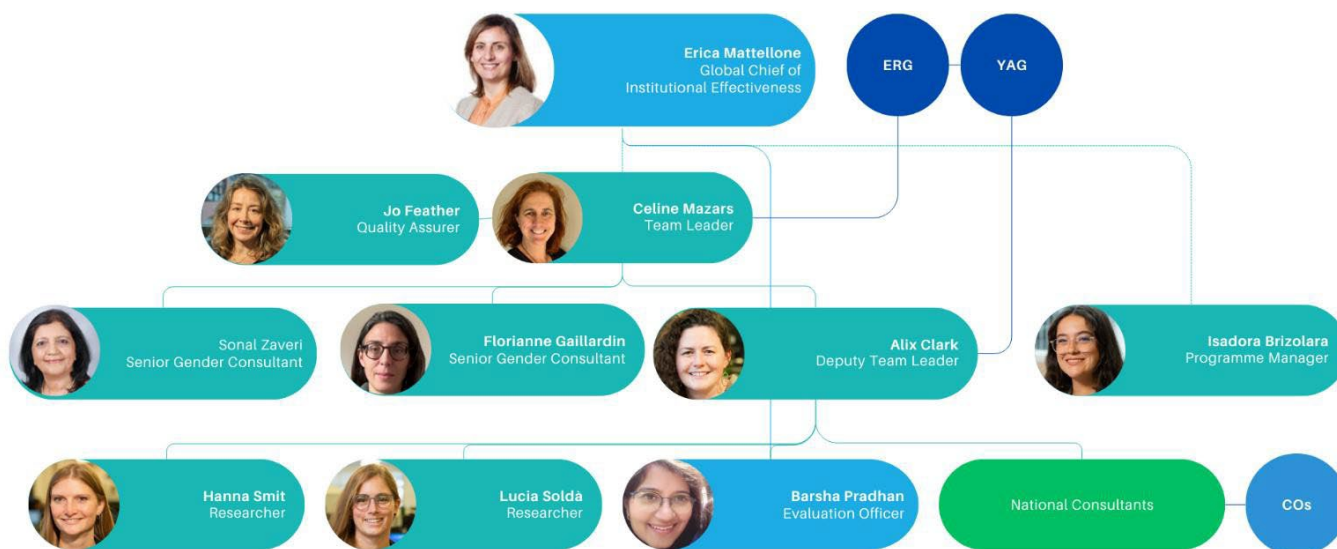 Erica Mattellone
Global Chief of
Institutional Effectiveness
ERG
YAG
Jo Feather
Quality Assurer
Celine Mazars
Team Leader
Sonal Zaveri
Senior Gender Consultant
Florianne Gaillardin
Senior Gender Consultant
Alix Clark
Deputy Team Leader
Isadora Brizolara
Programme Manager
Hanna Smit
Researcher
Lucia Soldà
Researcher
Barsha Pradhan
Evaluation Officer
National Consultants
COs